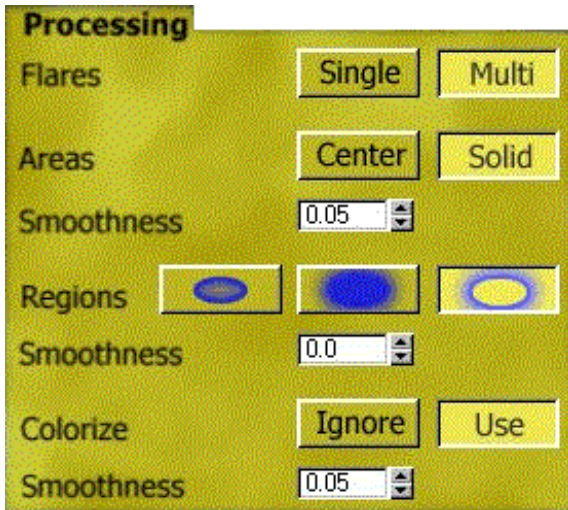 Processing
Flares Single Multi
Areas Center Solid
Smoothness 0.05
Regions
Smoothness 0.0
Colorize Ignore Use
Smoothness 0.05